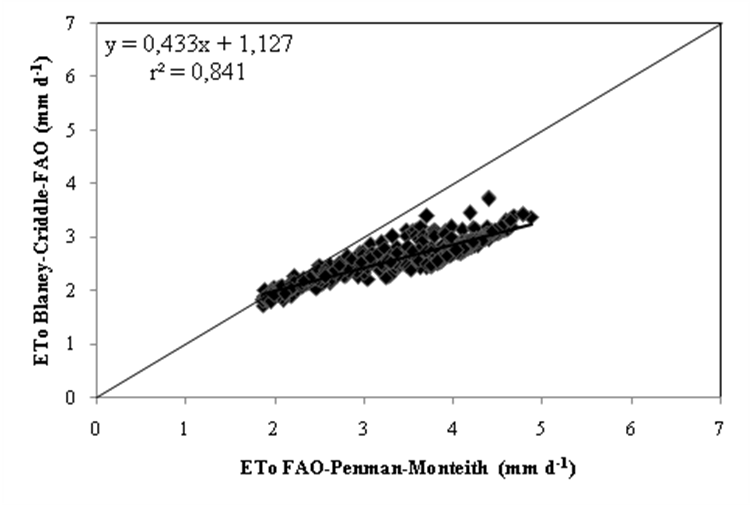 y = 0,433x + 1,127
r² = 0,841
ETo Blaney-Criddle-FAO (mm d⁻¹)
7
6
5
4
3
2
1
0
0 1 2 3 4 5 6 7
ETo FAO-Penman-Monteith (mm d⁻¹)